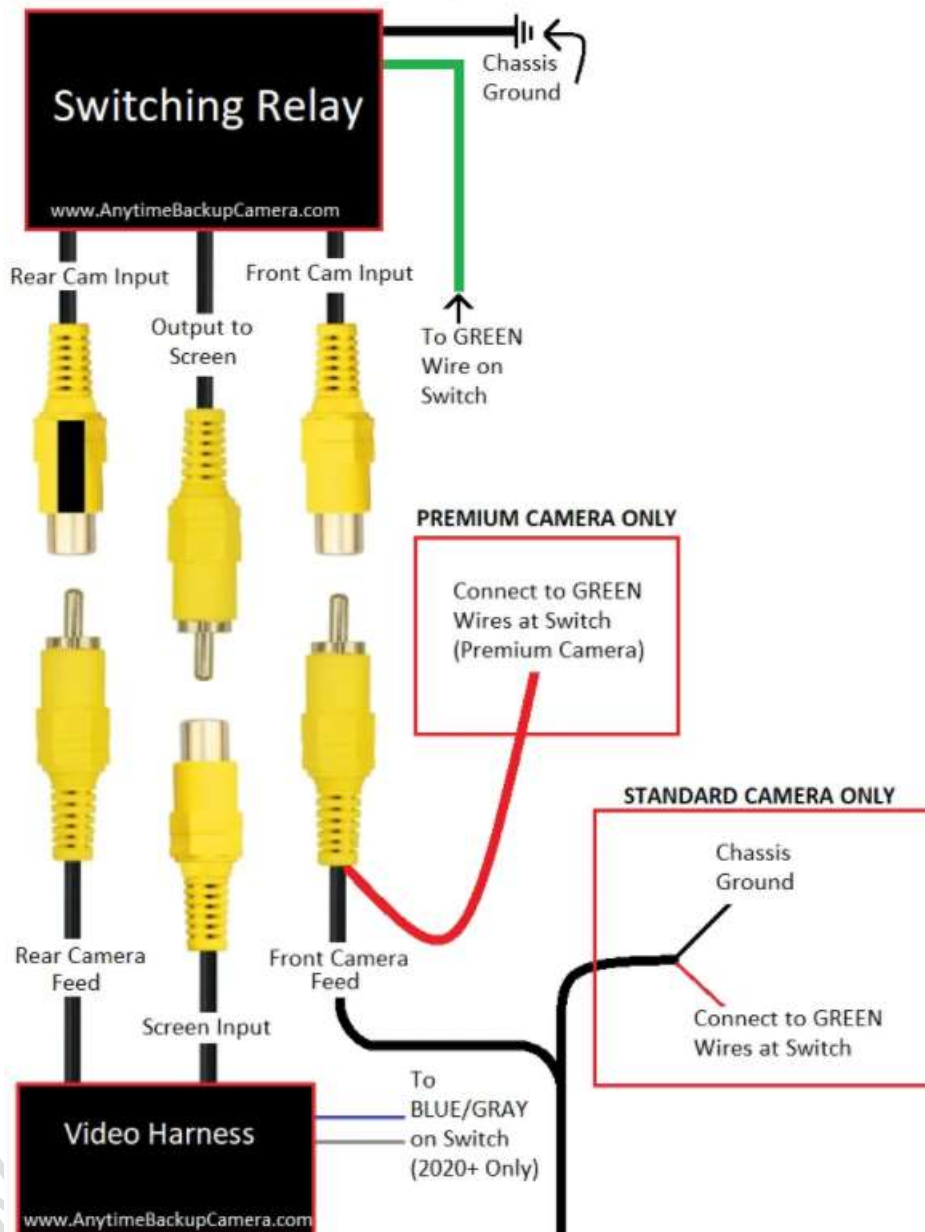 Chassis
Ground
Switching Relay
www.AnytimeBackupCamera.com
Rear Cam Input
Front Cam Input
Output to
Screen
To GREEN
Wire on
Switch
PREMIUM CAMERA ONLY
Connect to GREEN
Wires at Switch
(Premium Camera)
STANDARD CAMERA ONLY
Chassis
Ground
Connect to GREEN
Wires at Switch
Rear Camera
Feed
Front Camera
Feed
Screen Input
To
BLUE/GRAY
on Switch
(2020+ Only)
Video Harness
www.AnytimeBackupCamera.com